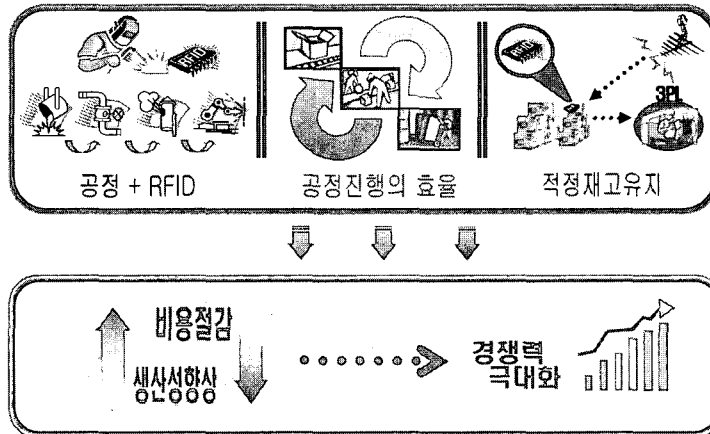 RFID
3PL
공정 + RFID
공정진행의 효율
적정재고유지
비용절감
생산성향상
경쟁력
극대화